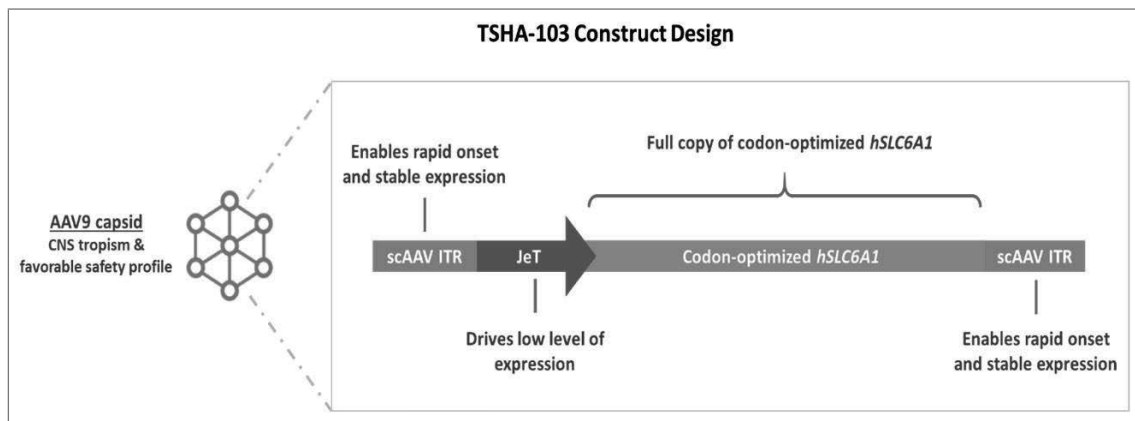 TSHA-103 Construct Design
Enables rapid onset
and stable expression
Full copy of codon-optimized hSLC6A1
AAV9 capsid
CNS tropism &
favorable safety profile
scAAV ITR
JeT
Codon-optimized hSLC6A1
scAAV ITR
Drives low level of
expression
Enables rapid onset
and stable expression